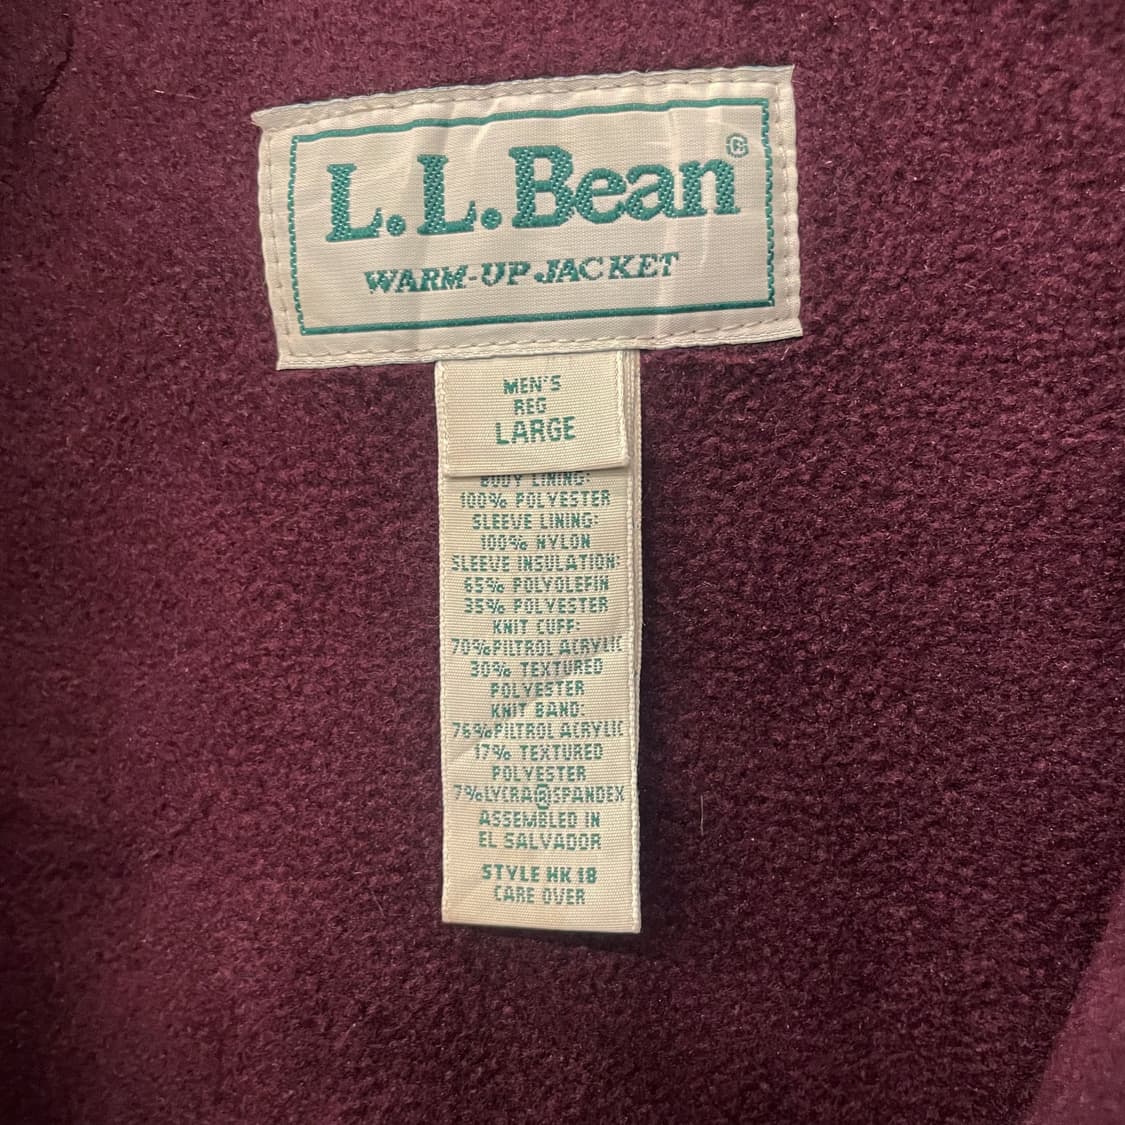 L.L.Bean®
WARM-UP JACKET
MEN'S
REG
LARGE
BODY LINING:
100% POLYESTER
SLEEVE LINING:
100% NYLON
SLEEVE INSULATION:
65% POLYOLEFIN
35% POLYESTER
KNIT CUFF:
70%PILTROL ACRYLIC
30% TEXTURED
POLYESTER
KNIT BAND:
76%PILTROL ACRYLIC
17% TEXTURED
POLYESTER
7%LYCRA®SPANDEX
ASSEMBLED IN
EL SALVADOR
STYLE HK18
CARE OVER